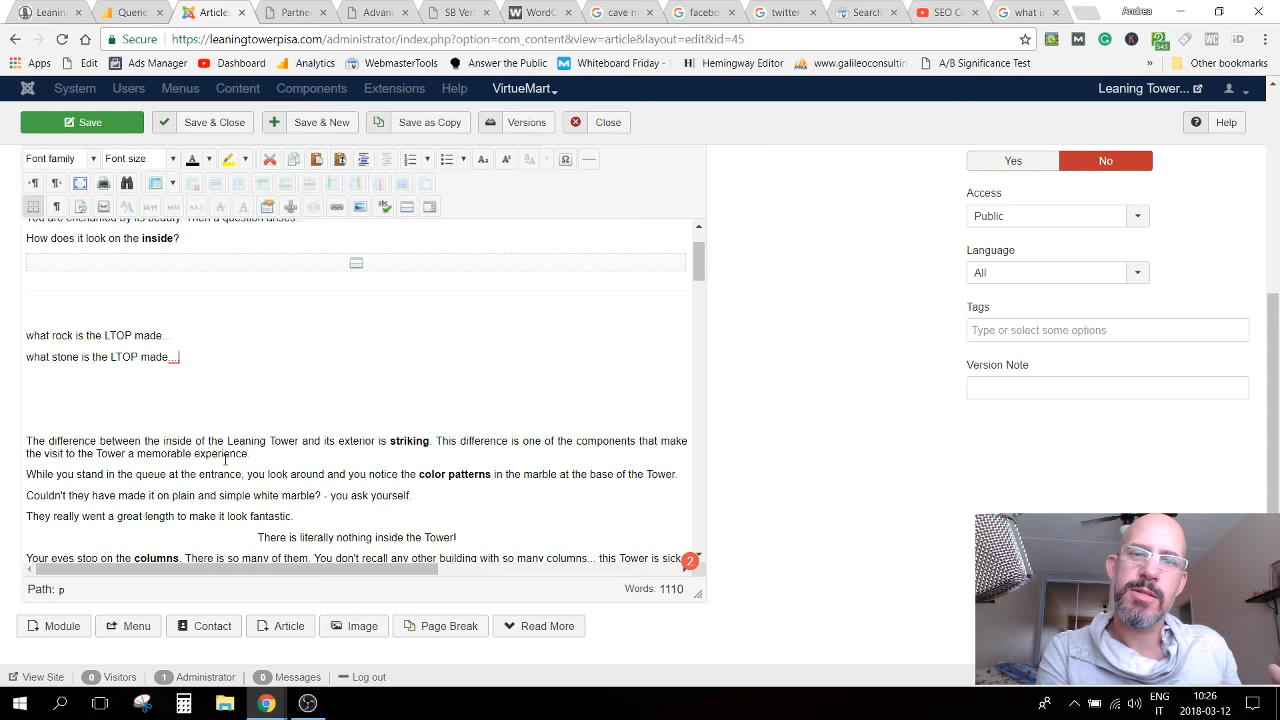 Leaning
Querie
Article
Partne
Advan
SB Ver
WordC
cave m
facebo
twitter
Search
SEO C
what is
Andrea
Secure
https://leaningtowerpisa.com/administrator/index.php?option=com_content&view=article&layout=edit&id=45
Apps
Edit
Ads Manager
Dashboard
Analytics
WebmasterTools
Answer the Public
Whiteboard Friday -
Hemingway Editor
www.galileoconsultin
A/B Significance Test
»
Other bookmarks
System
Users
Menus
Content
Components
Extensions
Help
VirtueMart
Leaning Tower...
Save
Save & Close
Save & New
Save as Copy
Versions
Close
Help
Font family
Font size
Yes
No
Access
Public
Language
All
Tags
Type or select some options
Version Note
You are enchanted by its beauty. Then a question arises...
How does it look on the inside?
what rock is the LTOP made...
what stone is the LTOP made...
The difference between the inside of the Leaning Tower and its exterior is striking. This difference is one of the components that make
the visit to the Tower a memorable experience.
While you stand in the queue at the entrance, you look around and you notice the color patterns in the marble at the base of the Tower.
Couldn't they have made it on plain and simple white marble? - you ask yourself.
They really went a great length to make it look fantastic.
There is literally nothing inside the Tower!
Your eyes stop on the columns. There is so many of them. You don't recall any other building with so many columns... this Tower is sick.
2
Path: p
Words: 1110
Module
Menu
Contact
Article
Image
Page Break
Read More
View Site
0 Visitors
1 Administrator
0 Messages
Log out
ENG
IT
10:26
2018-03-12